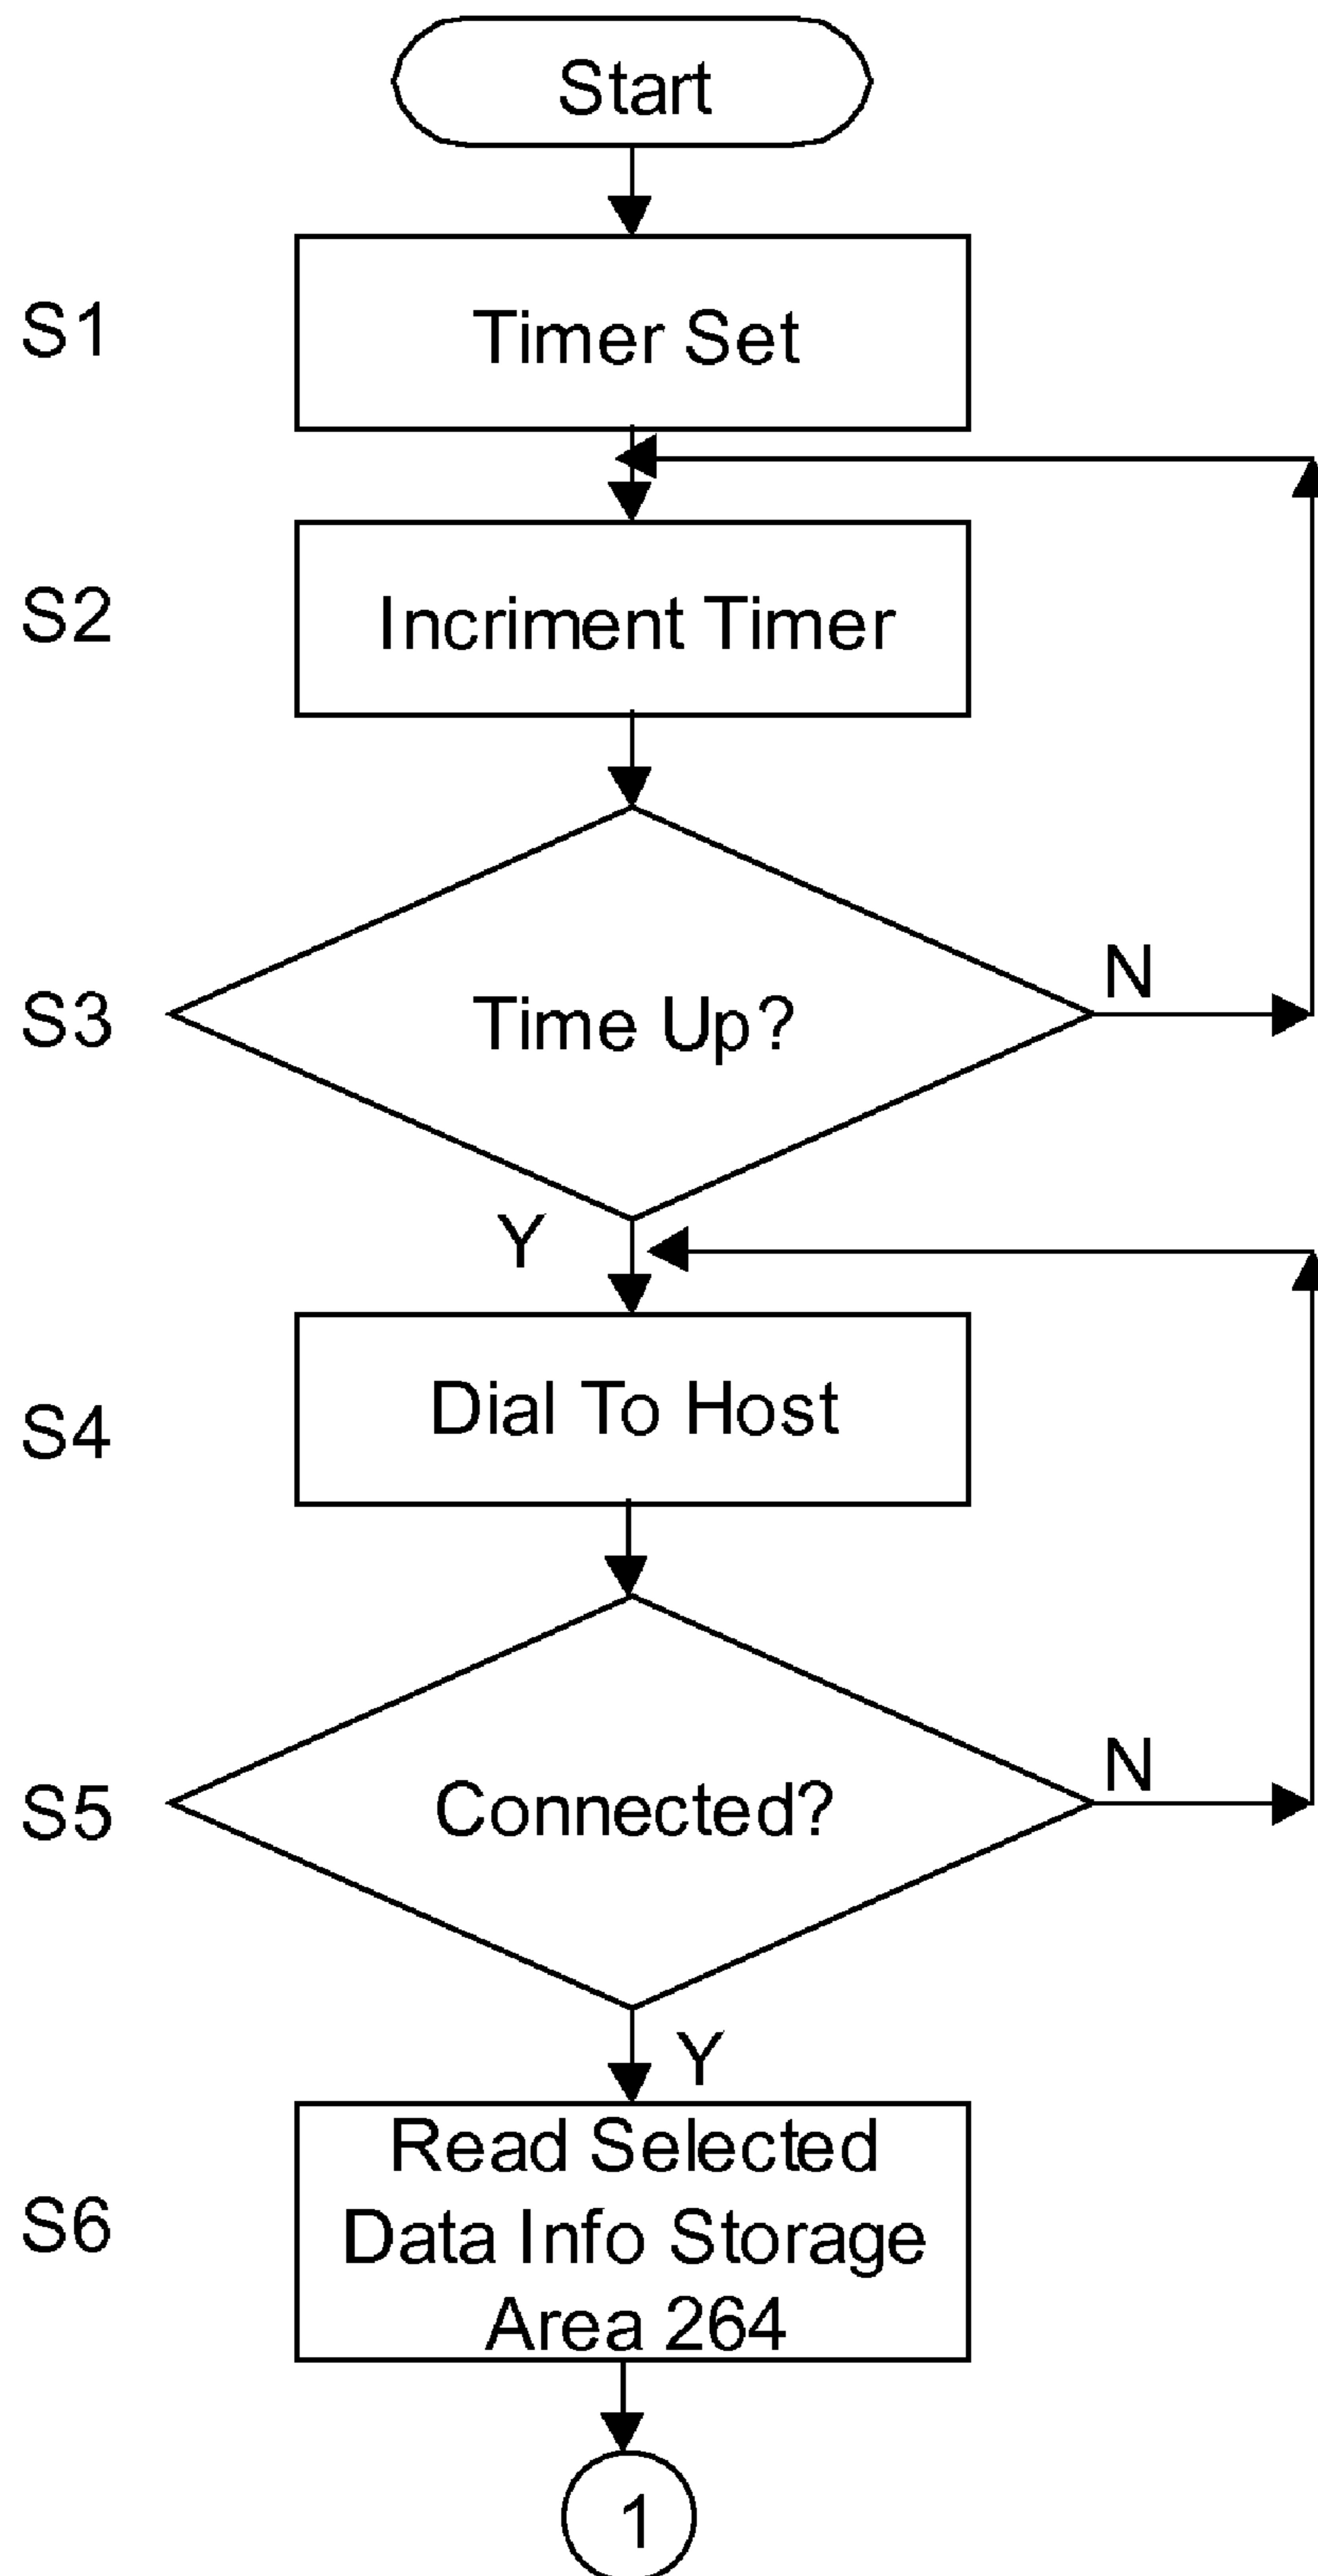 Start
S1
Timer Set
S2
Incriment Timer
S3
Time Up?
N
Y
S4
Dial To Host
S5
Connected?
N
Y
S6
Read Selected
Data Info Storage
Area 264
1